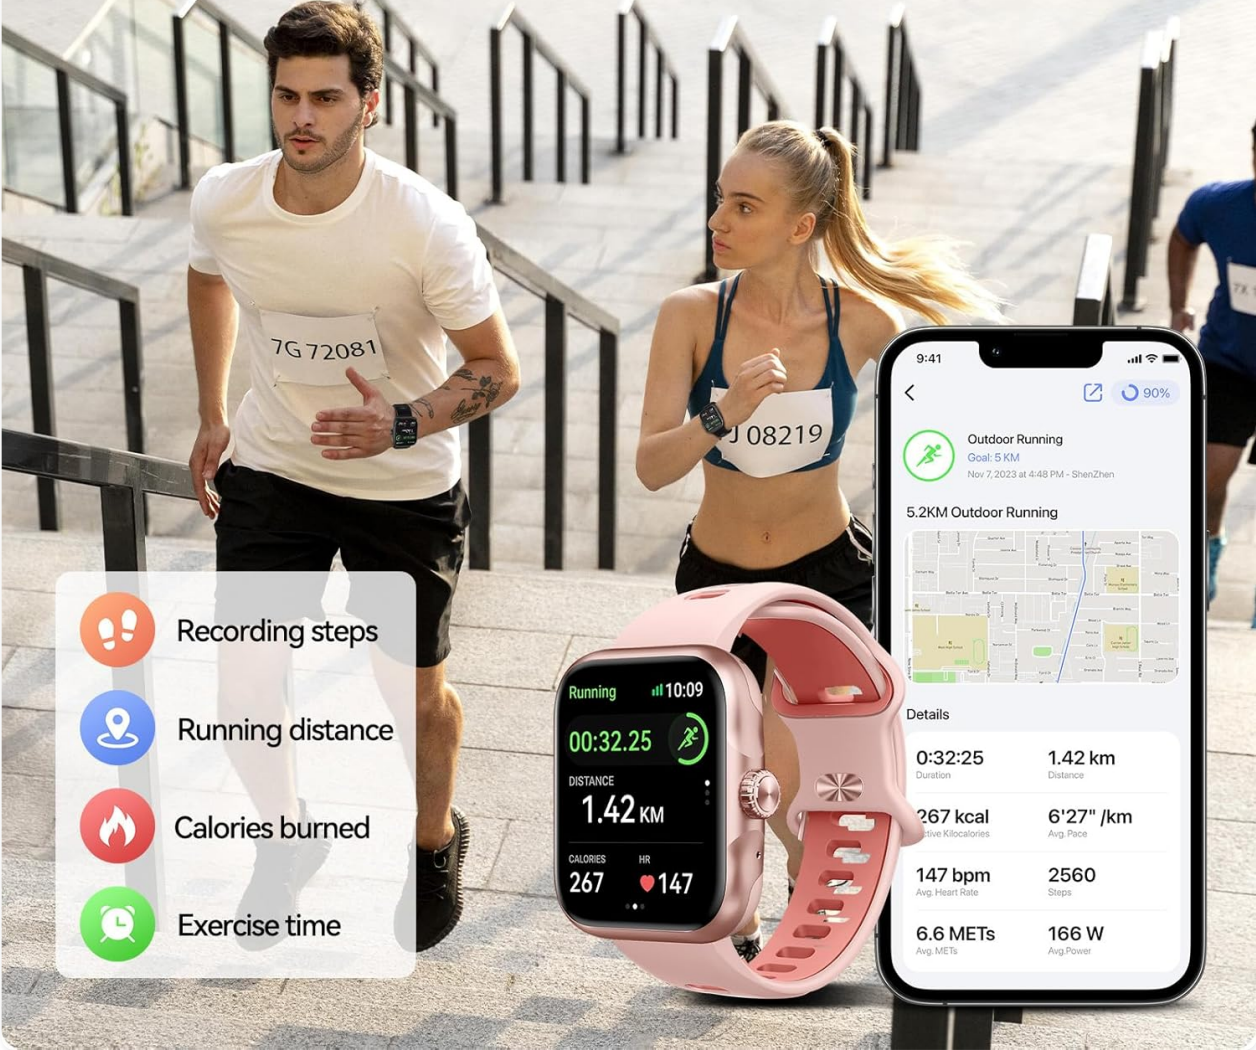 7G 72081
J 08219
7X 1
Recording steps
Running distance
Calories burned
Exercise time
Running
10:09
00:32.25
DISTANCE
1.42 KM
CALORIES
HR
267
147
9:41
90%
Outdoor Running
Goal: 5 KM
Nov 7, 2023 at 4:48 PM - ShenZhen
5.2KM Outdoor Running
Details
0:32:25
1.42 km
Duration
Distance
267 kcal
6'27" /km
ctive Kilocalories
Avg. Pace
147 bpm
2560
Avg. Heart Rate
Steps
6.6 METs
166 W
Avg. METs
Avg.Power